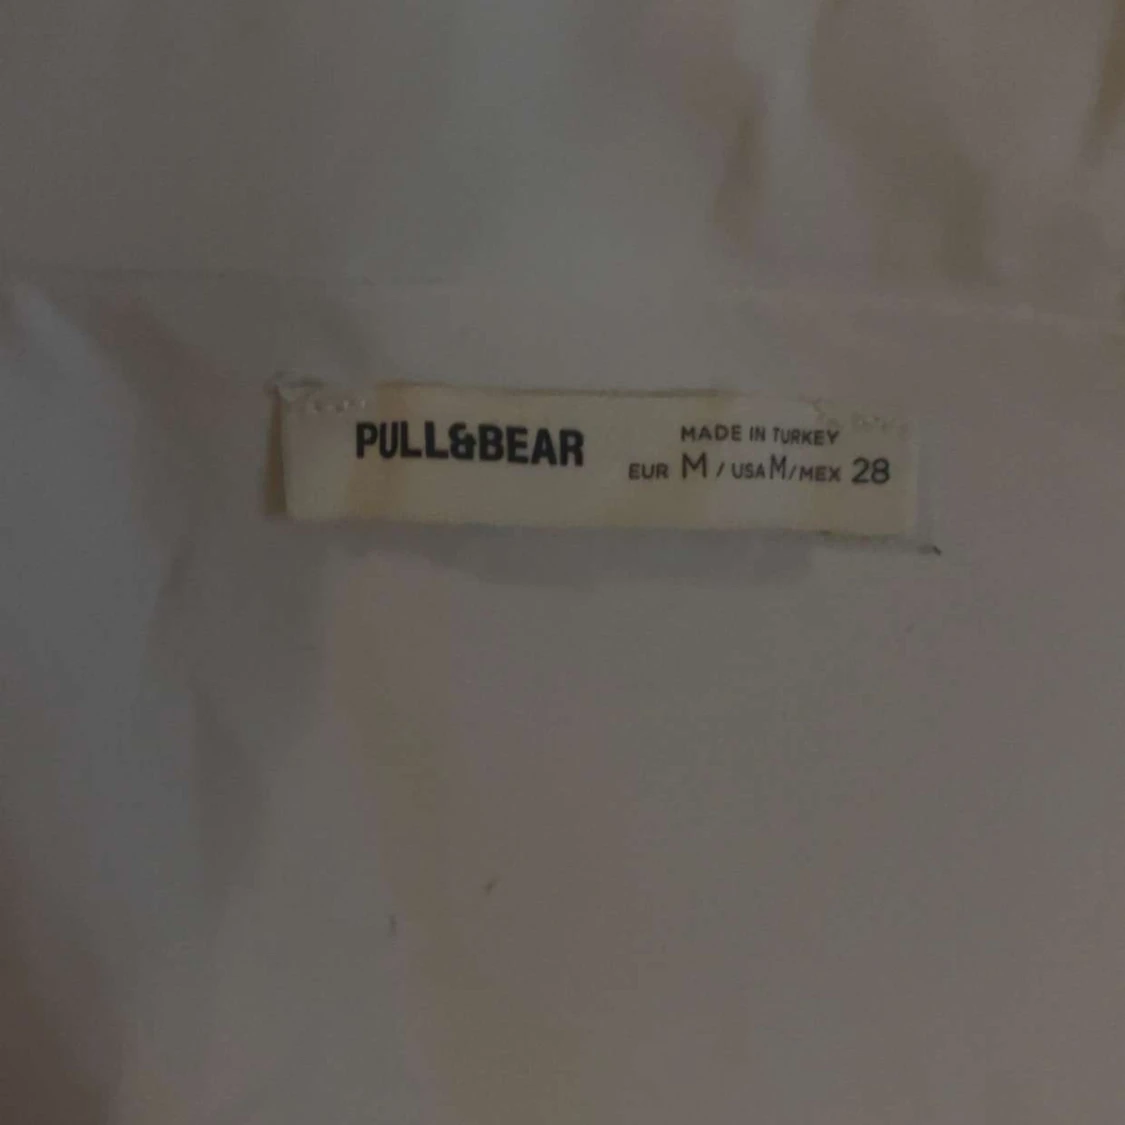 PULL&BEAR
MADE IN TURKEY
EUR M / USA M/MEX 28